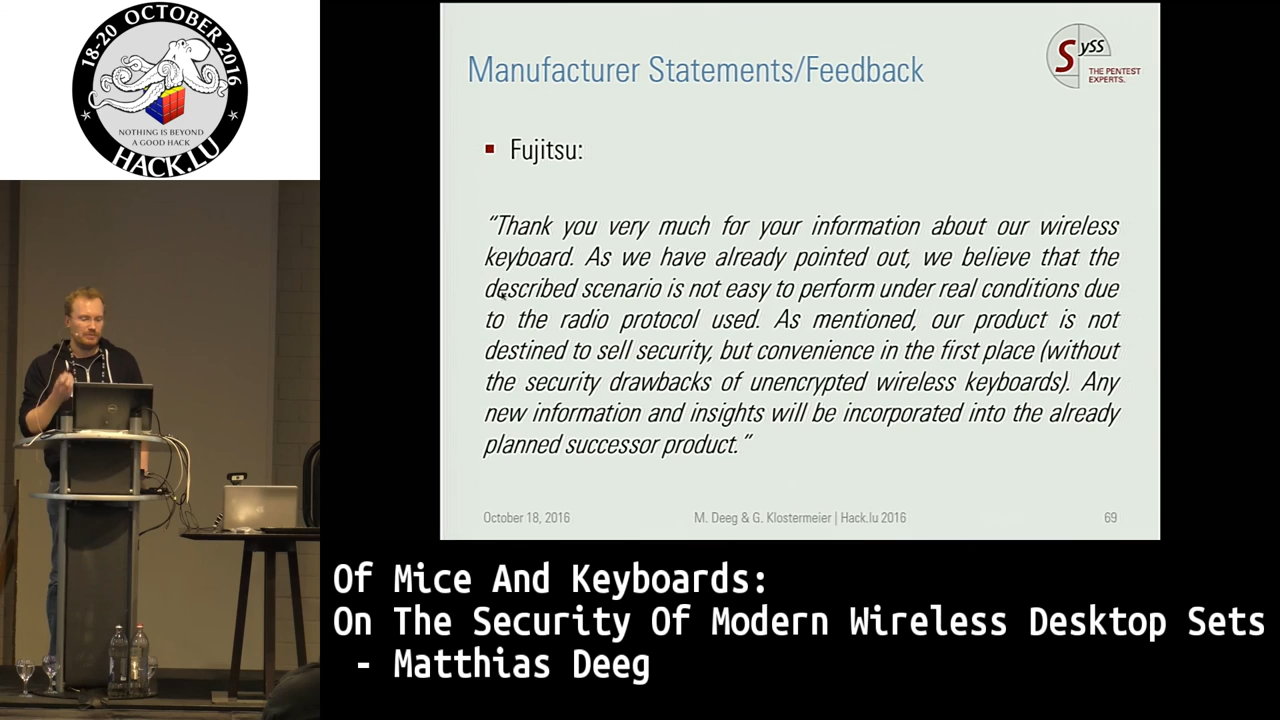 18-20 OCTOBER 2016
NOTHING IS BEYOND
A GOOD HACK
HACK.LU
Manufacturer Statements/Feedback
SySS
THE PENTEST
EXPERTS.
Fujitsu:
“Thank you very much for your information about our wireless
keyboard. As we have already pointed out, we believe that the
described scenario is not easy to perform under real conditions due
to the radio protocol used. As mentioned, our product is not
destined to sell security, but convenience in the first place (without
the security drawbacks of unencrypted wireless keyboards). Any
new information and insights will be incorporated into the already
planned successor product.”
October 18, 2016
M. Deeg & G. Klostermeier | Hack.lu 2016
69
Of Mice And Keyboards:
On The Security Of Modern Wireless Desktop Sets
- Matthias Deeg